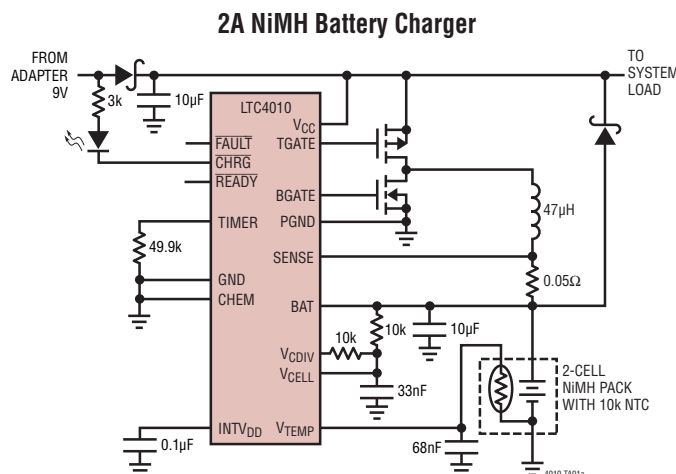 2A NiMH Battery Charger
FROM
ADAPTER
9V
TO
SYSTEM
LOAD
3k
10µF
LTC4010
VCC
FAULT
TGATE
CHRG
READY
BGATE
TIMER
PGND
47µH
49.9k
SENSE
0.05Ω
GND
CHEM
BAT
10k
10k
10µF
VCDIV
VCELL
33nF
2-CELL
NiMH PACK
WITH 10k NTC
INTVDD
VTEMP
0.1µF
68nF
4010 TA01a